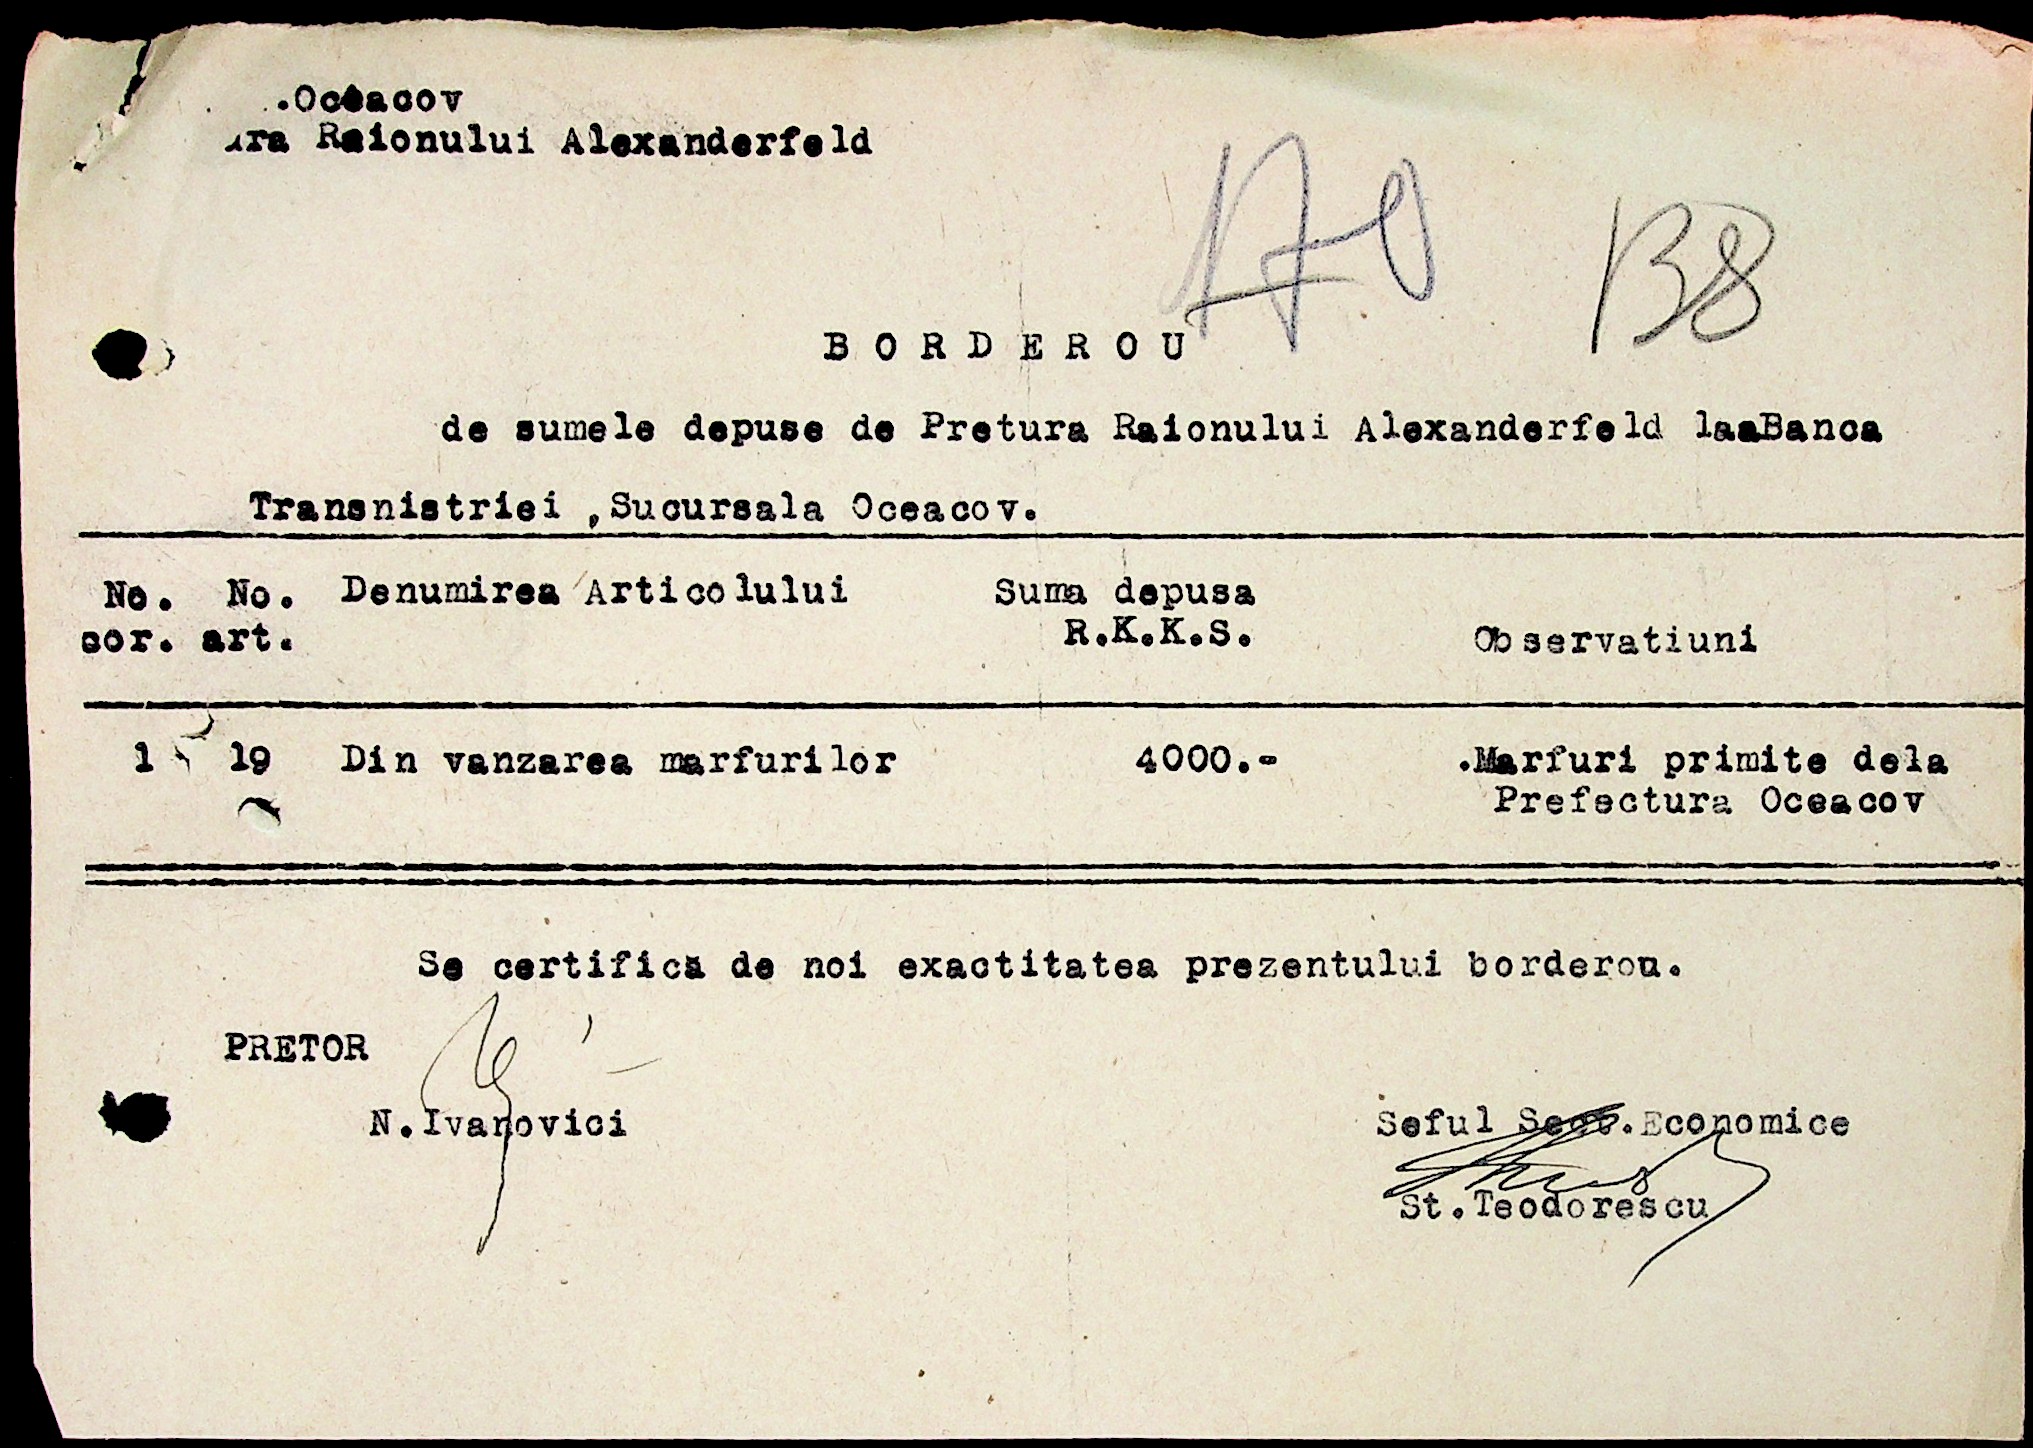 .Oceacov
ura Raionului Alexanderfeld
170
138
BORDEROU
de sumele depuse de Pretura Raionului Alexanderfeld laaBanca
Transnistriei ,Sucursala Oceacov.
No. No. Denumirea Articolului Suma depusa
cor. art. R.K.K.S. Observatiuni
1 19 Din vanzarea marfurilor 4000.- .Marfuri primite dela
Prefectura Oceacov
Se certifică de noi exactitatea prezentului borderou.
PRETOR
N.Ivanovici
Seful Sect.Economice
St.Teodorescu